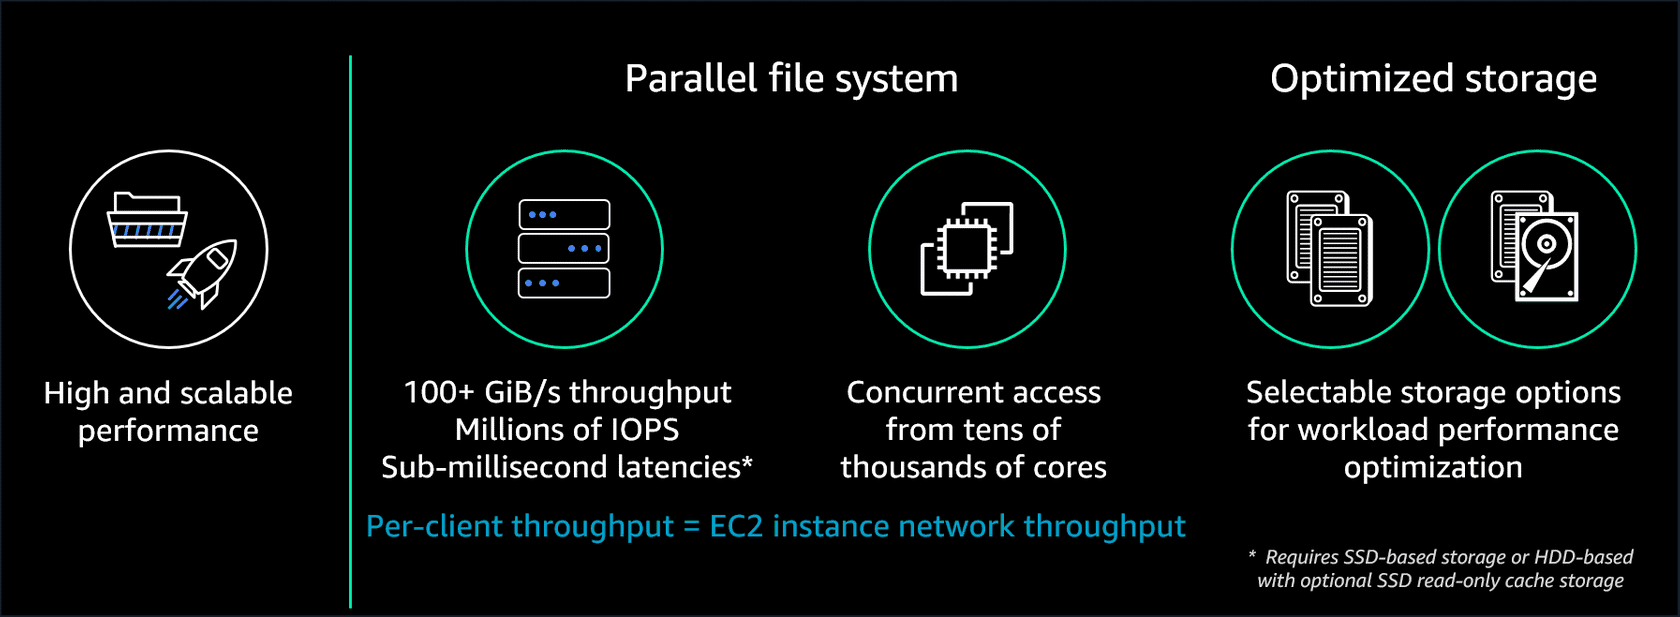 High and scalable
performance
Parallel file system
100+ GiB/s throughput
Millions of IOPS
Sub-millisecond latencies*
Concurrent access
from tens of
thousands of cores
Per-client throughput = EC2 instance network throughput
Optimized storage
Selectable storage options
for workload performance
optimization
* Requires SSD-based storage or HDD-based
with optional SSD read-only cache storage